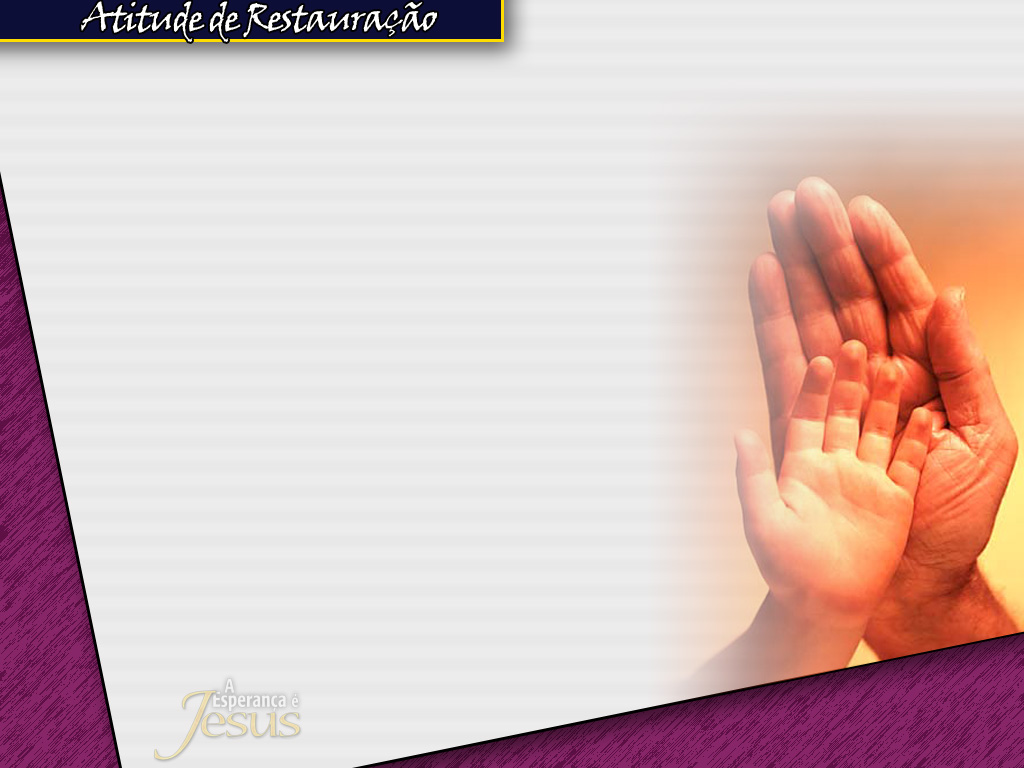 Atitude de Restauração
A
Esperança é
Jesus